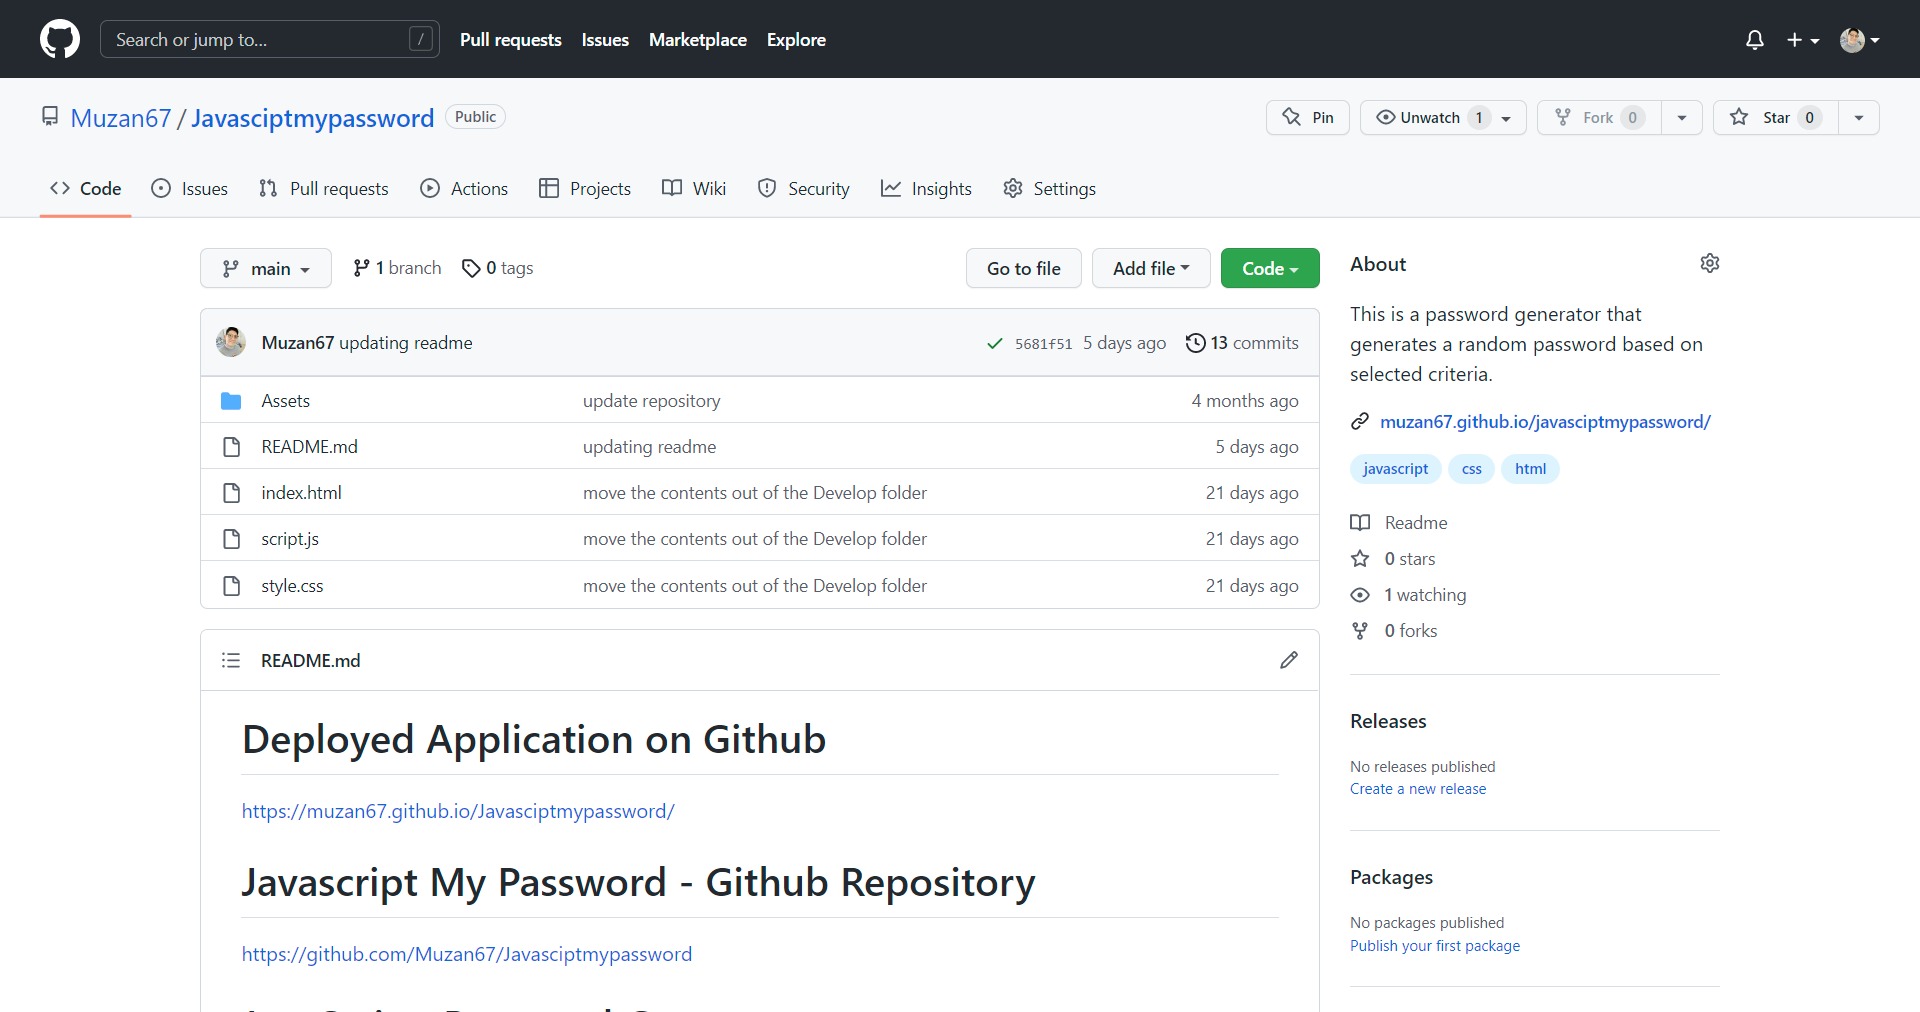 Search or jump to... /
Pull requests Issues Marketplace Explore
Muzan67 / Javasciptmypassword Public
Pin Unwatch 1 Fork 0 Star 0
Code Issues Pull requests Actions Projects Wiki Security Insights Settings
main 1 branch 0 tags Go to file Add file Code
Muzan67 updating readme 5681f51 5 days ago 13 commits
Assets update repository 4 months ago
README.md updating readme 5 days ago
index.html move the contents out of the Develop folder 21 days ago
script.js move the contents out of the Develop folder 21 days ago
style.css move the contents out of the Develop folder 21 days ago
README.md
Deployed Application on Github
https://muzan67.github.io/Javasciptmypassword/
Javascript My Password - Github Repository
https://github.com/Muzan67/Javasciptmypassword
About
This is a password generator that
generates a random password based on
selected criteria.
muzan67.github.io/javasciptmypassword/
javascript css html
Readme
0 stars
1 watching
0 forks
Releases
No releases published
Create a new release
Packages
No packages published
Publish your first package